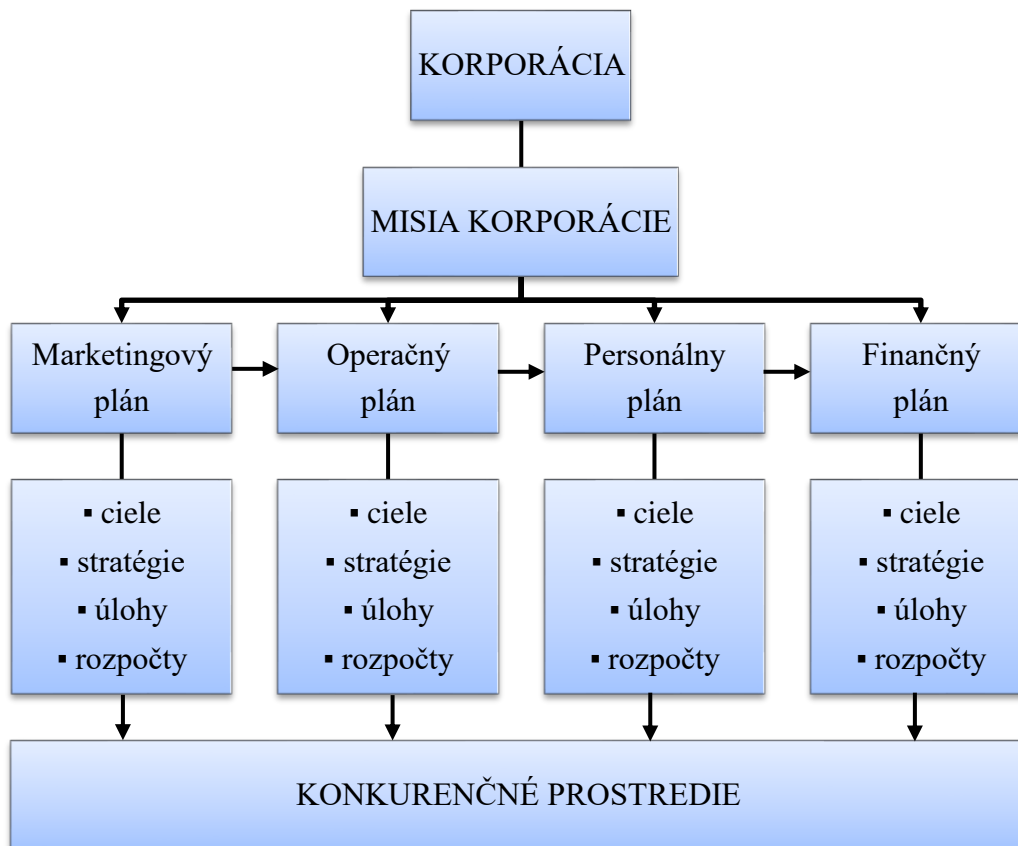 KORPORÁCIA
MISIA KORPORÁCIE
Marketingový
plán
Operačný
plán
Personálny
plán
Finančný
plán
▪ ciele
▪ stratégie
▪ úlohy
▪ rozpočty
▪ ciele
▪ stratégie
▪ úlohy
▪ rozpočty
▪ ciele
▪ stratégie
▪ úlohy
▪ rozpočty
▪ ciele
▪ stratégie
▪ úlohy
▪ rozpočty
KONKURENČNÉ PROSTREDIE